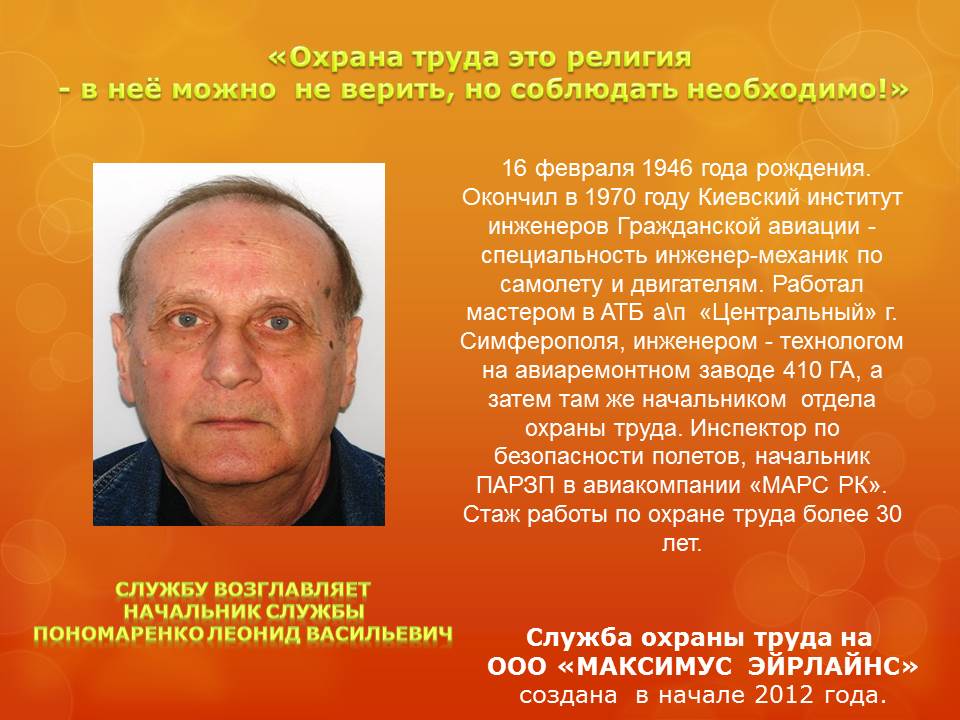 «Охрана труда это религия
- в неё можно  не верить, но соблюдать необходимо!»
16 февраля 1946 года рождения.
Окончил в 1970 году Киевский институт
инженеров Гражданской авиации -
специальность инженер-механик по
самолету и двигателям. Работал
мастером в АТБ а\п  «Центральный» г.
Симферополя, инженером - технологом
на авиаремонтном заводе 410 ГА, а
затем там же начальником  отдела
охраны труда. Инспектор по
безопасности полетов, начальник
ПАРЗП в авиакомпании «МАРС РК».
Стаж работы по охране труда более 30
лет.
СЛУЖБУ ВОЗГЛАВЛЯЕТ
НАЧАЛЬНИК СЛУЖБЫ
ПОНОМАРЕНКО ЛЕОНИД ВАСИЛЬЕВИЧ
Служба охраны труда на
ООО «МАКСИМУС  ЭЙРЛАЙНС»
создана  в начале 2012 года.